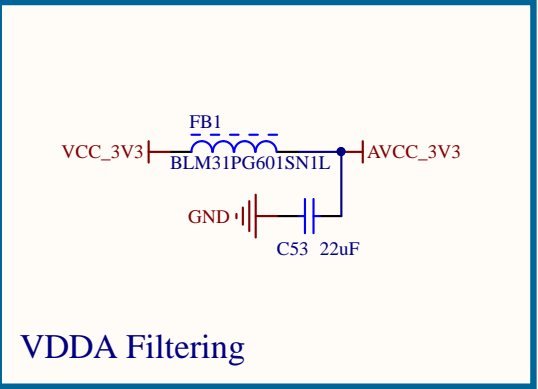 FB1
VCC_3V3
AVCC_3V3
BLM31PG601SN1L
GND
C53 22uF
VDDA Filtering